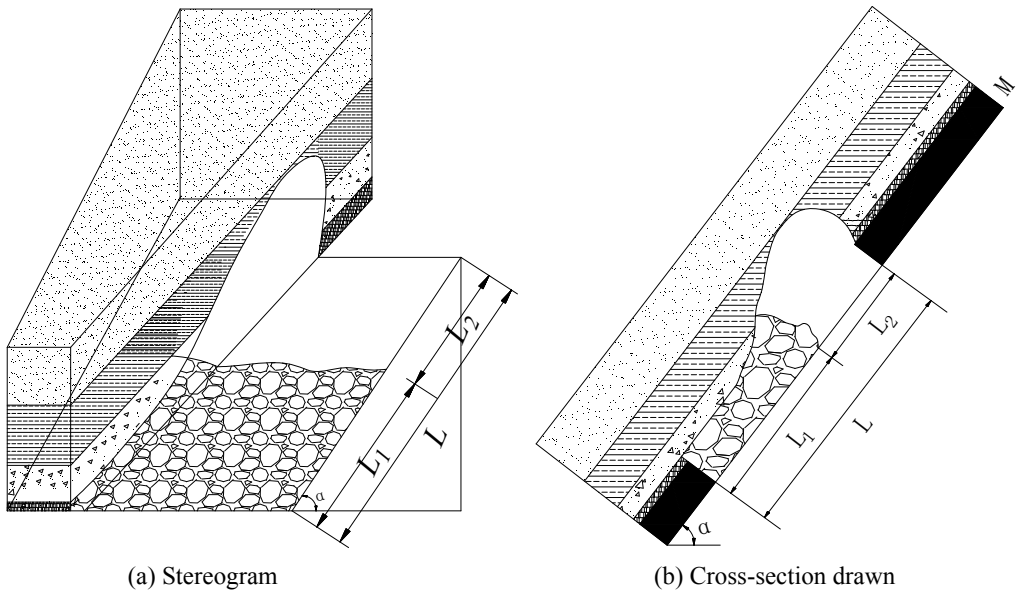 L₂
L₁
L
α
(a) Stereogram
M
L₂
L₁
L
α
(b) Cross-section drawn